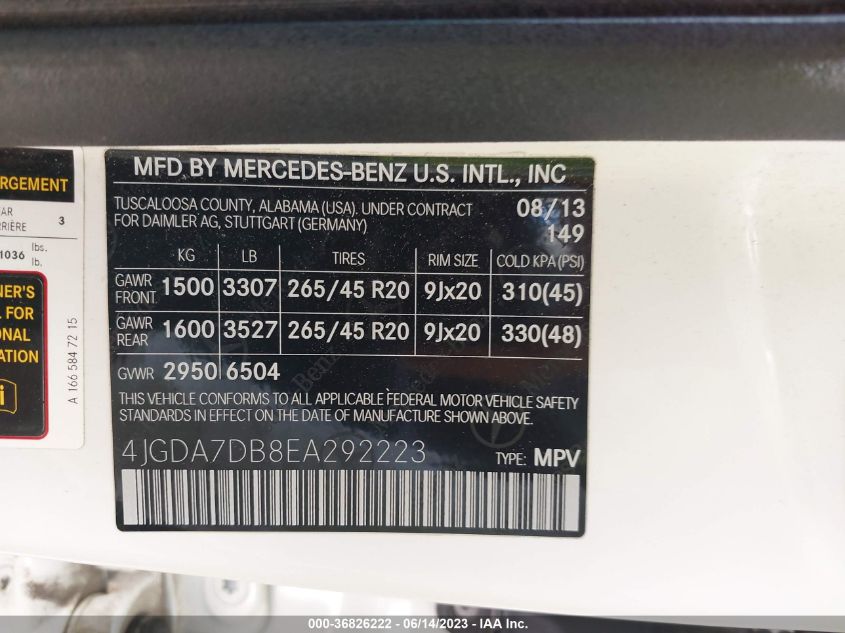 RGEMENT
AR
RIÈRE 3
1036 lbs.
lb.
NER'S
L FOR
ONAL
ATION
i
A 166 584 72 15
MFD BY MERCEDES-BENZ U.S. INTL., INC
TUSCALOOSA COUNTY, ALABAMA (USA). UNDER CONTRACT 08/13
FOR DAIMLER AG, STUTTGART (GERMANY) 149
KG LB TIRES RIM SIZE COLD KPA(PSI)
GAWR FRONT 1500 3307 265/45 R20 9Jx20 310(45)
GAWR REAR 1600 3527 265/45 R20 9Jx20 330(48)
GVWR 2950 6504
THIS VEHICLE CONFORMS TO ALL APPLICABLE FEDERAL MOTOR VEHICLE SAFETY
STANDARDS IN EFFECT ON THE DATE OF MANUFACTURE SHOWN ABOVE.
4JGDA7DB8EA292223 TYPE: MPV
000-36826222 - 06/14/2023 - IAA Inc.